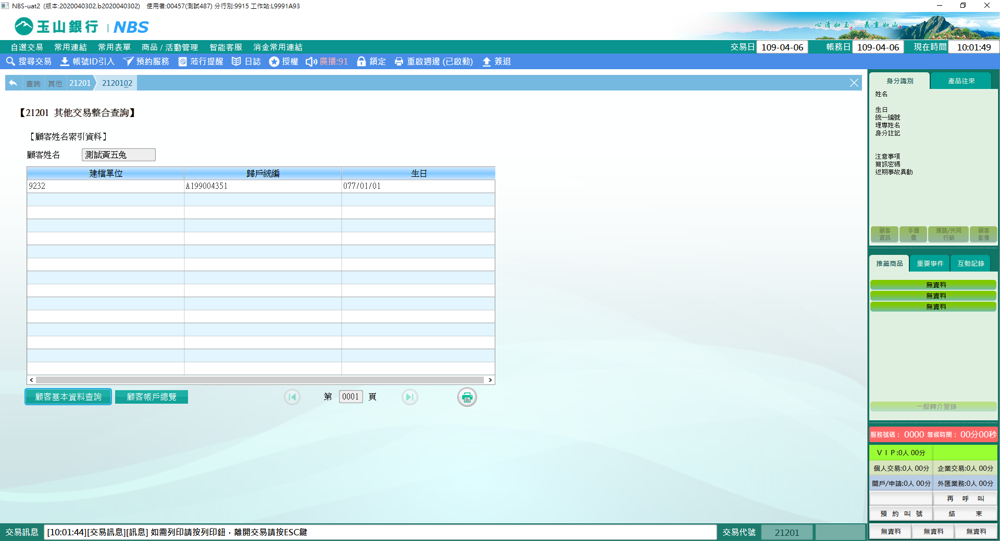 NBS-uat2 (版本:2020040302.b2020040302) 使用者:00457(測試487) 分行別:9915 工作站:L9991A93
玉山銀行 | NBS
心清如玉 義重如山
自選交易 常用連結 常用表單 商品 / 活動管理 智能客服 消金常用連結
交易日 109-04-06 帳務日 109-04-06 現在時間 10:01:49
搜尋交易 帳號ID引入 預約服務 蒞行提醒 日誌 授權 廣播:91 鎖定 重啟週邊 (已啟動) 簽退
查詢 其他 21201 2120102
【21201 其他交易整合查詢】
【顧客姓名索引資料】
顧客姓名 測試黃五兔
建檔單位 歸戶統編 生日
9232 A199004351 077/01/01
顧客基本資料查詢 顧客帳戶總覽 第 0001 頁
身分識別 產品往來
姓名
生日
統一編號
理專姓名
身分註記
注意事項
簡訊密碼
近期事故異動
顧客資訊 手續費 通路/共同行銷 顧客影像
推薦商品 重要事件 互動記錄
無資料
無資料
無資料
一般轉介登錄
服務號碼: 0000 等候時間: 00分00秒
VIP:0人 00分
個人交易:0人 00分 企業交易:0人 00分
開戶/申請:0人 00分 外匯業務:0人 00分
再 呼 叫
預 約 叫 號 結 束
無資料 無資料 無資料
交易訊息 [10:01:44][交易訊息][訊息] 如需列印請按列印鈕，離開交易請按ESC鍵 交易代號 21201